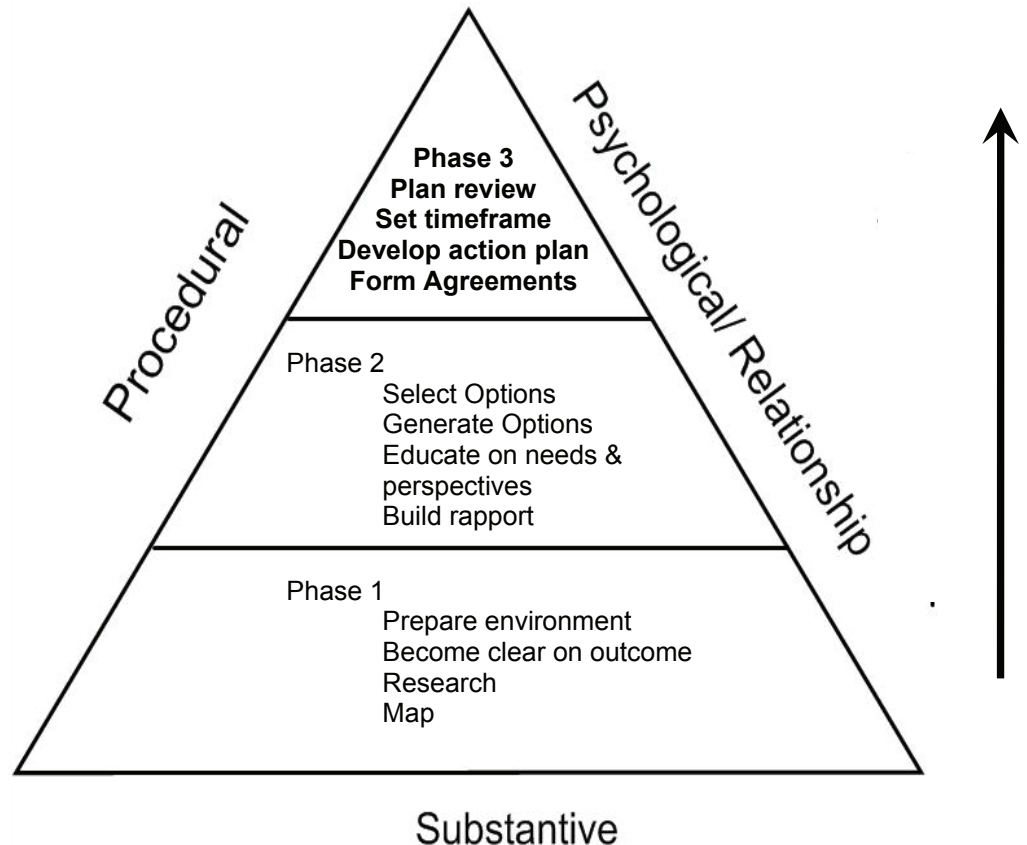 Phase 3
Plan review
Set timeframe
Develop action plan
Form Agreements
Procedural
Psychological/ Relationship
Phase 2
Select Options
Generate Options
Educate on needs &
perspectives
Build rapport
Phase 1
Prepare environment
Become clear on outcome
Research
Map
Substantive